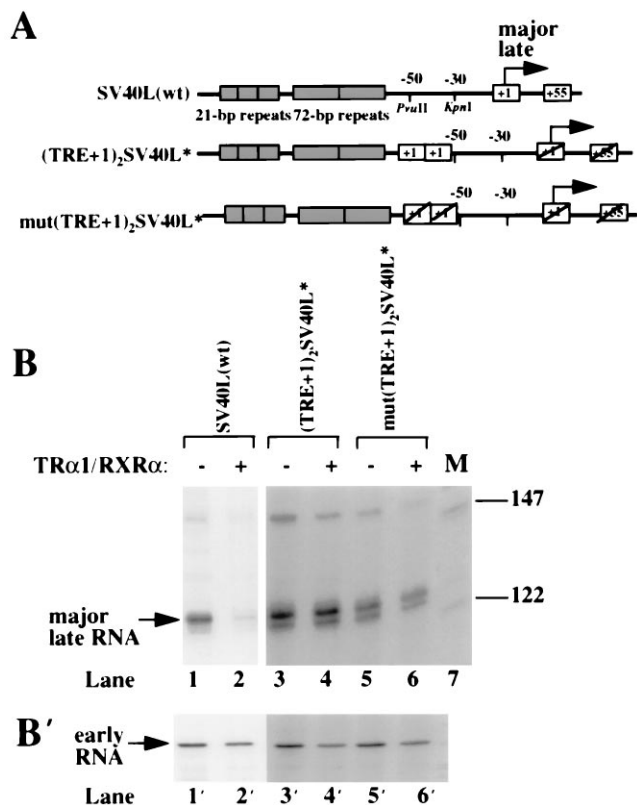 A
major
late
SV40L(wt)
-50
-30
+1
+55
PvuII
KpnI
21-bp repeats 72-bp repeats
(TRE+1)₂SV40L*
+1 +1
-50
-30
+1
+55
mut(TRE+1)₂SV40L*
+1 +1
-50
-30
+1
+55
B
SV40L(wt)
(TRE+1)₂SV40L*
mut(TRE+1)₂SV40L*
TRα1/RXRα: - + - + - + M
147
122
major
late RNA
Lane 1 2 3 4 5 6 7
B′
early
RNA
Lane 1′ 2′ 3′ 4′ 5′ 6′